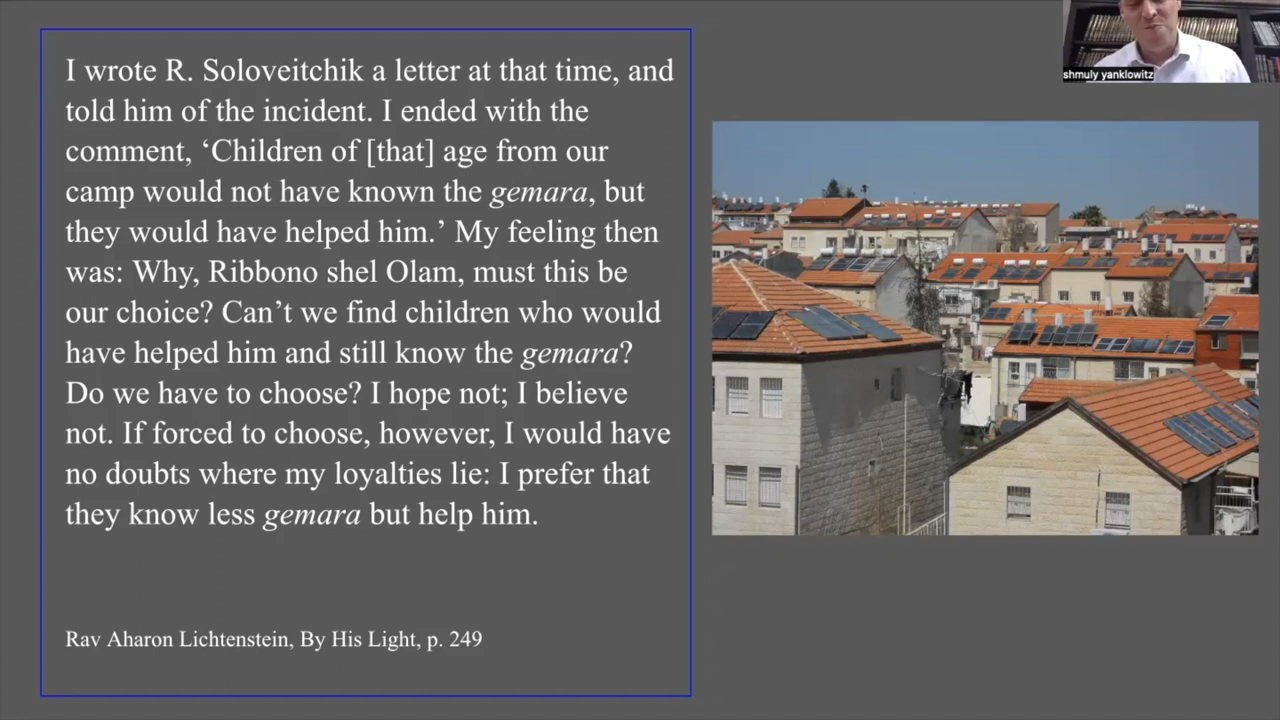 I wrote R. Soloveitchik a letter at that time, and
told him of the incident. I ended with the
comment, ‘Children of [that] age from our
camp would not have known the gemara, but
they would have helped him.’ My feeling then
was: Why, Ribbono shel Olam, must this be
our choice? Can’t we find children who would
have helped him and still know the gemara?
Do we have to choose? I hope not; I believe
not. If forced to choose, however, I would have
no doubts where my loyalties lie: I prefer that
they know less gemara but help him.
Rav Aharon Lichtenstein, By His Light, p. 249
shmuly yanklowitz